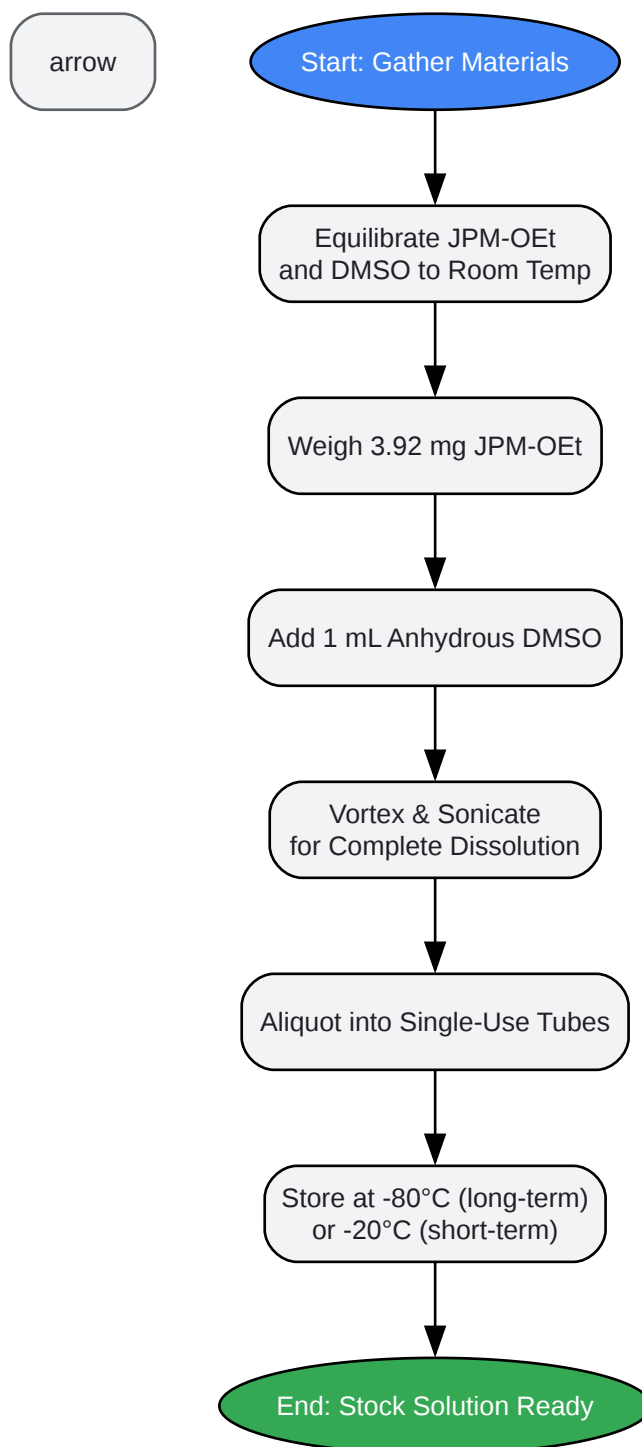 arrow
Start: Gather Materials
Equilibrate JPM-OEt
and DMSO to Room Temp
Weigh 3.92 mg JPM-OEt
Add 1 mL Anhydrous DMSO
Vortex & Sonicate
for Complete Dissolution
Aliquot into Single-Use Tubes
Store at -80°C (long-term)
or -20°C (short-term)
End: Stock Solution Ready